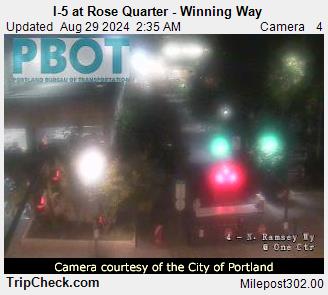 I-5 at Rose Quarter - Winning Way
Updated Aug 29 2024 2:35 AM Camera 4
PBOT
PORTLAND BUREAU OF TRANSPORTATION
4 - N. Ramsey Wy
@ One Ctr
Camera courtesy of the City of Portland
TripCheck.com Milepost302.00